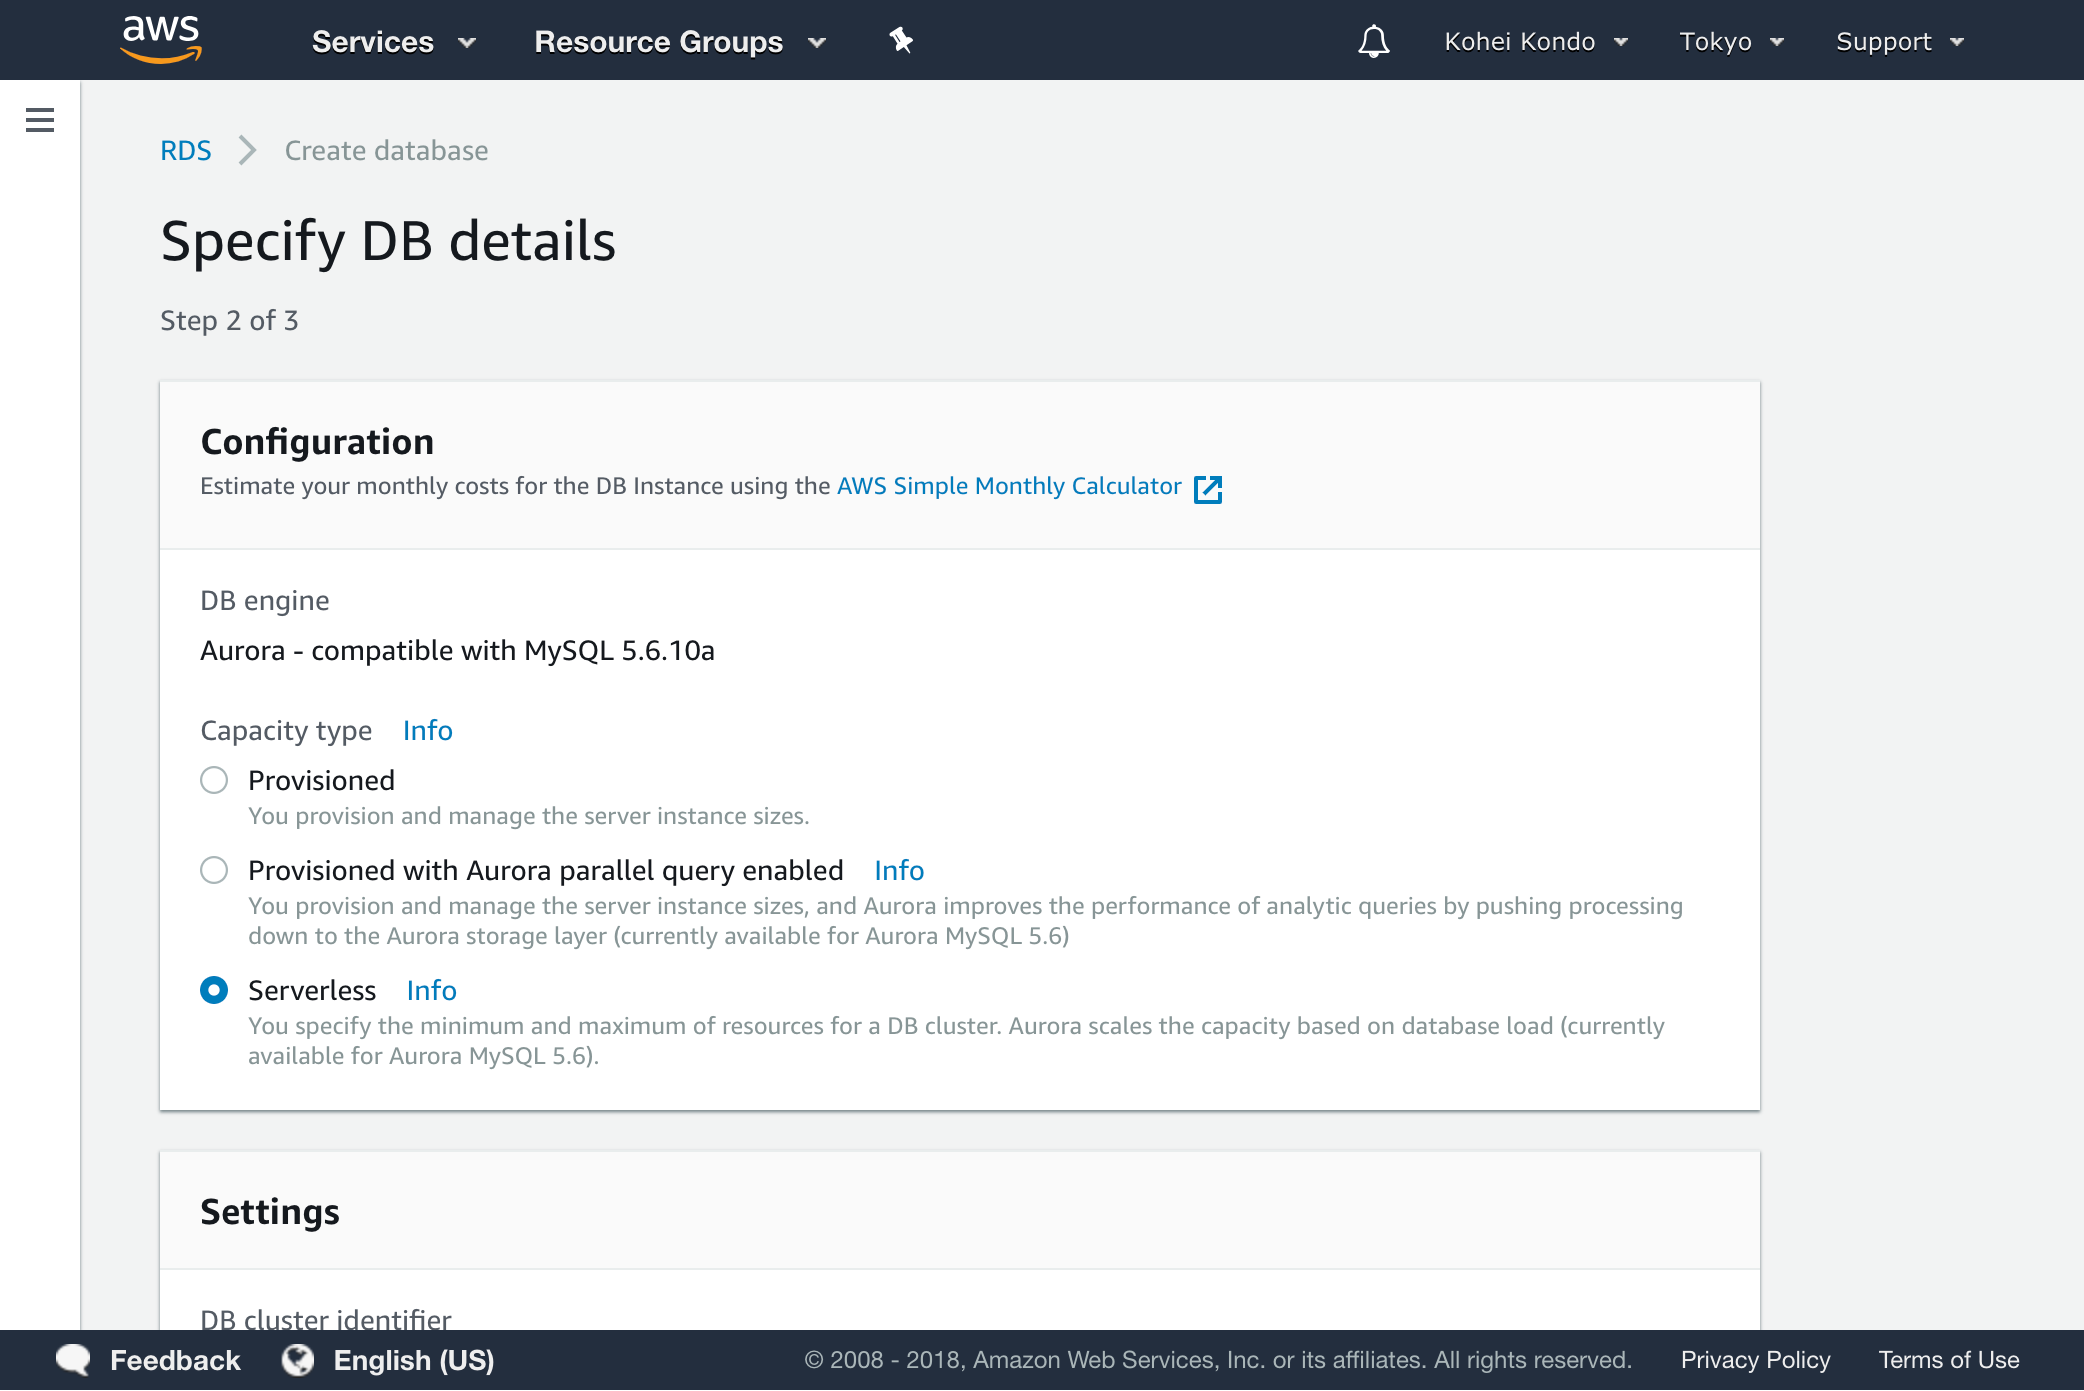 aws
Services
Resource Groups
Kohei Kondo
Tokyo
Support
RDS
Create database
Specify DB details
Step 2 of 3
Configuration
Estimate your monthly costs for the DB Instance using the AWS Simple Monthly Calculator
DB engine
Aurora - compatible with MySQL 5.6.10a
Capacity type Info
Provisioned
You provision and manage the server instance sizes.
Provisioned with Aurora parallel query enabled Info
You provision and manage the server instance sizes, and Aurora improves the performance of analytic queries by pushing processing
down to the Aurora storage layer (currently available for Aurora MySQL 5.6)
Serverless Info
You specify the minimum and maximum of resources for a DB cluster. Aurora scales the capacity based on database load (currently
available for Aurora MySQL 5.6).
Settings
DB cluster identifier
Feedback
English (US)
© 2008 - 2018, Amazon Web Services, Inc. or its affiliates. All rights reserved.
Privacy Policy
Terms of Use